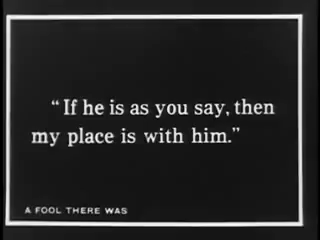 “If he is as you say, then
my place is with him.”
A FOOL THERE WAS